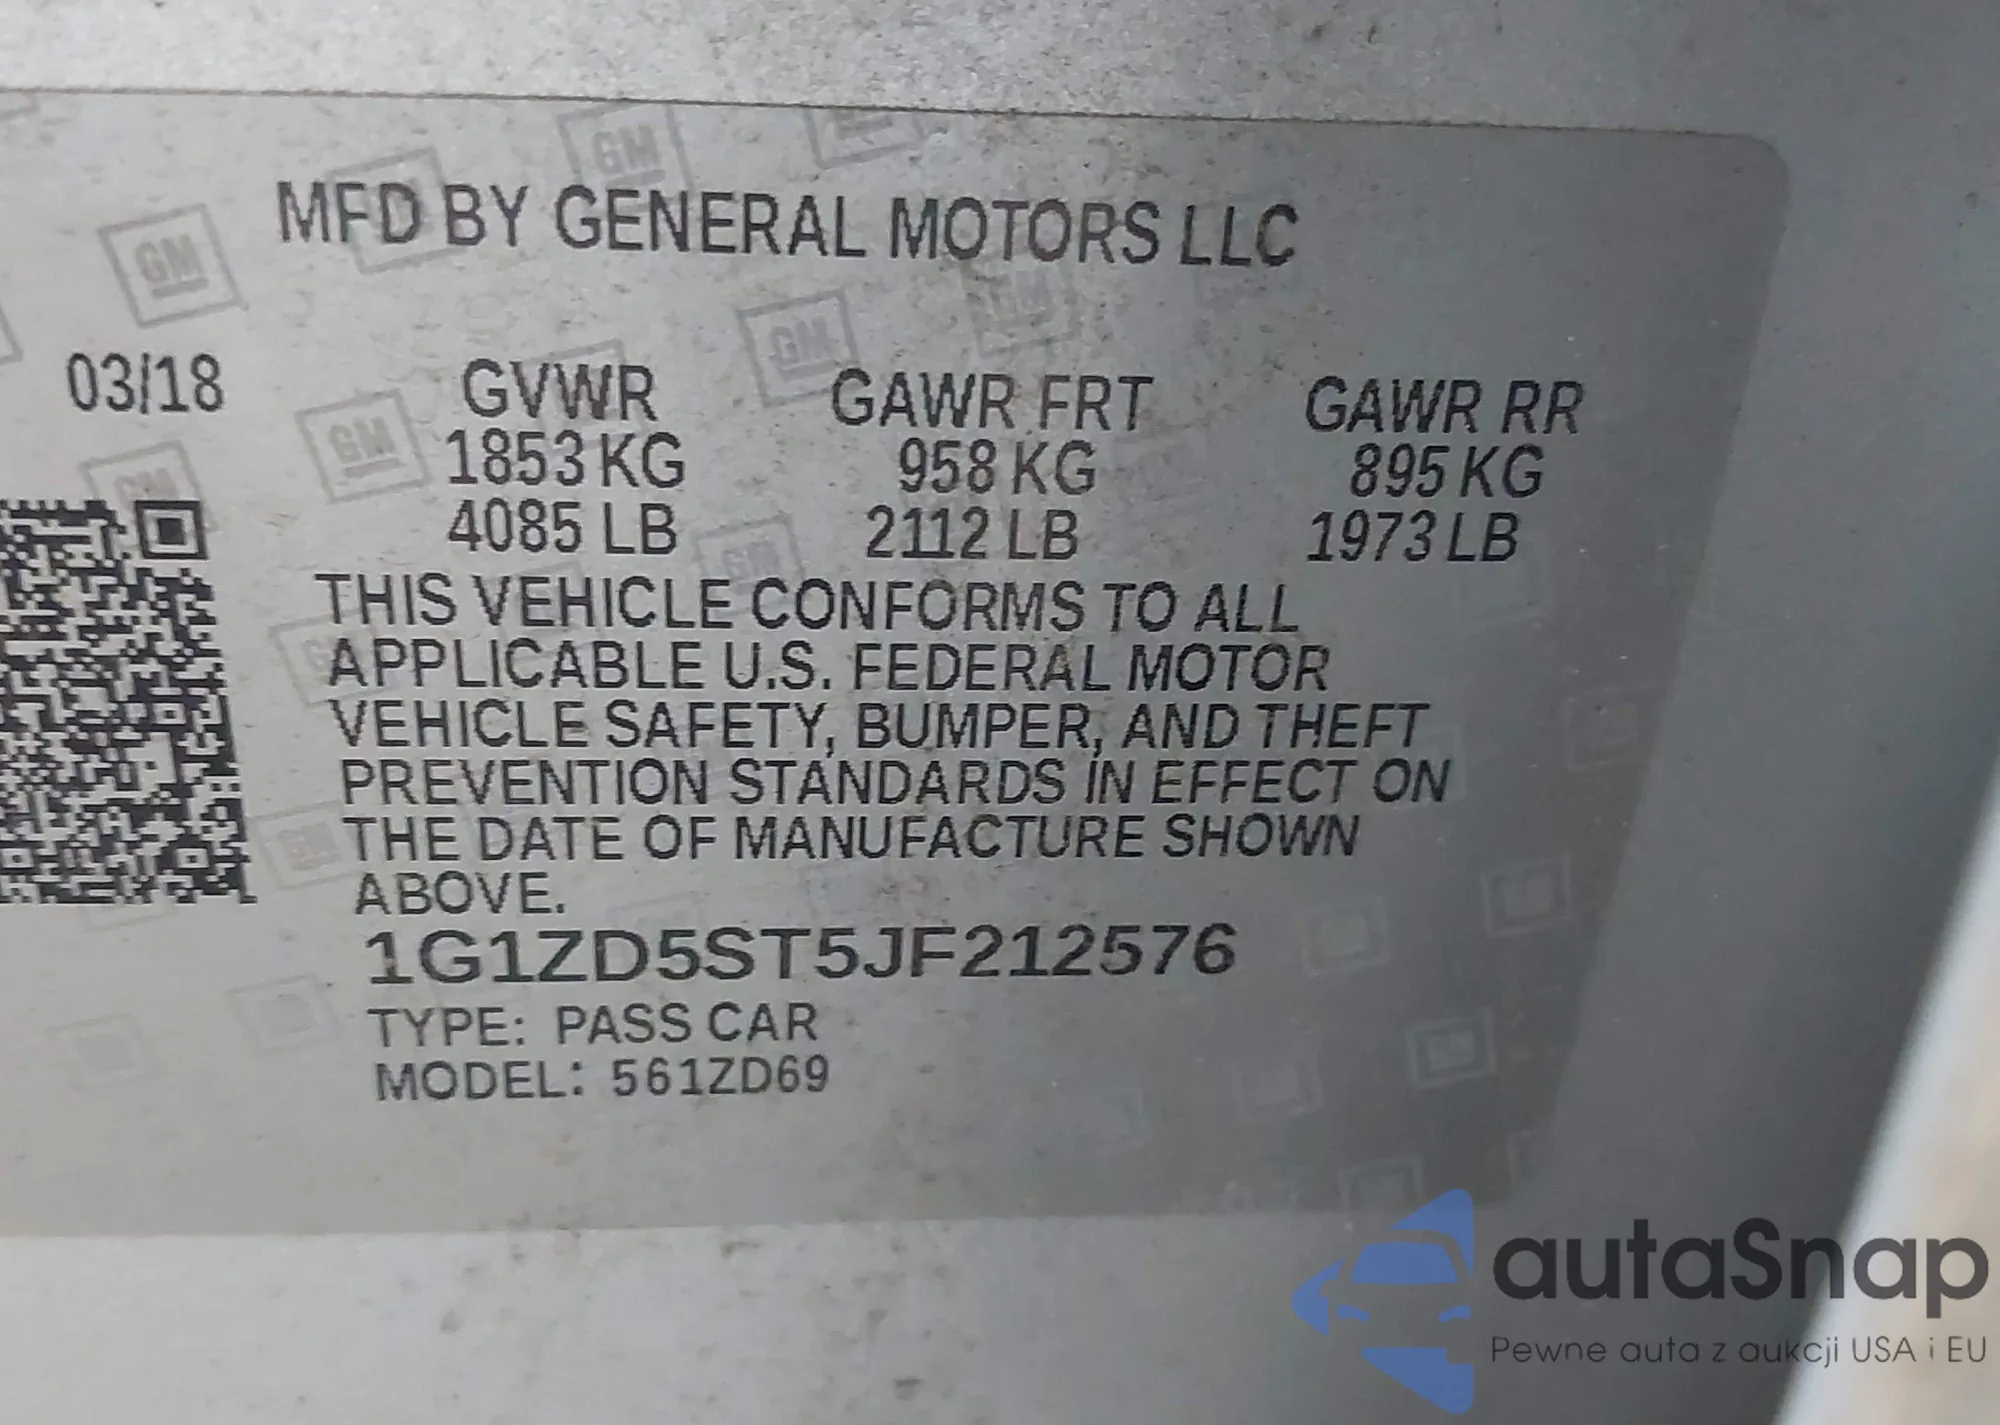 MFD BY GENERAL MOTORS LLC
03/18 GVWR GAWR FRT GAWR RR
1853 KG 958 KG 895 KG
4085 LB 2112 LB 1973 LB
THIS VEHICLE CONFORMS TO ALL
APPLICABLE U.S. FEDERAL MOTOR
VEHICLE SAFETY, BUMPER, AND THEFT
PREVENTION STANDARDS IN EFFECT ON
THE DATE OF MANUFACTURE SHOWN
ABOVE.
1G1ZD5ST5JF212576
TYPE: PASS CAR
MODEL: 561ZD69
autaSnap
Pewne auta z aukcji USA i EU